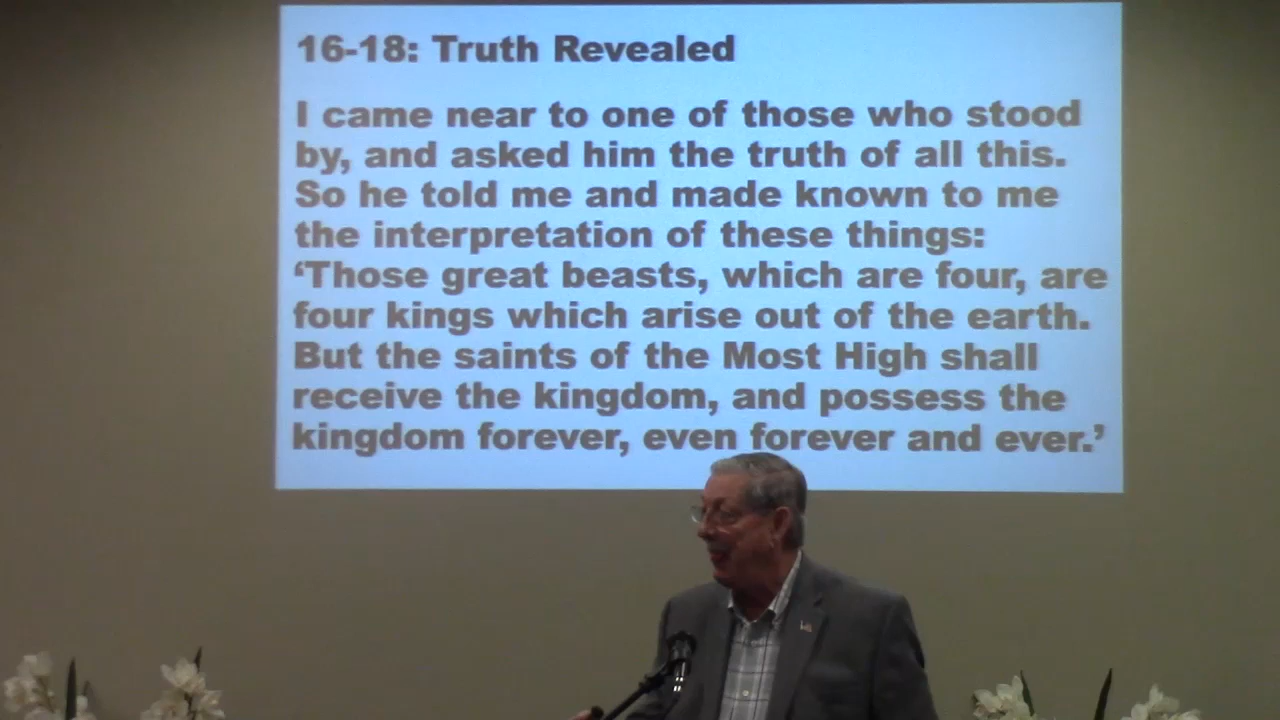 16-18: Truth Revealed
I came near to one of those who stood
by, and asked him the truth of all this.
So he told me and made known to me
the interpretation of these things:
‘Those great beasts, which are four, are
four kings which arise out of the earth.
But the saints of the Most High shall
receive the kingdom, and possess the
kingdom forever, even forever and ever.’